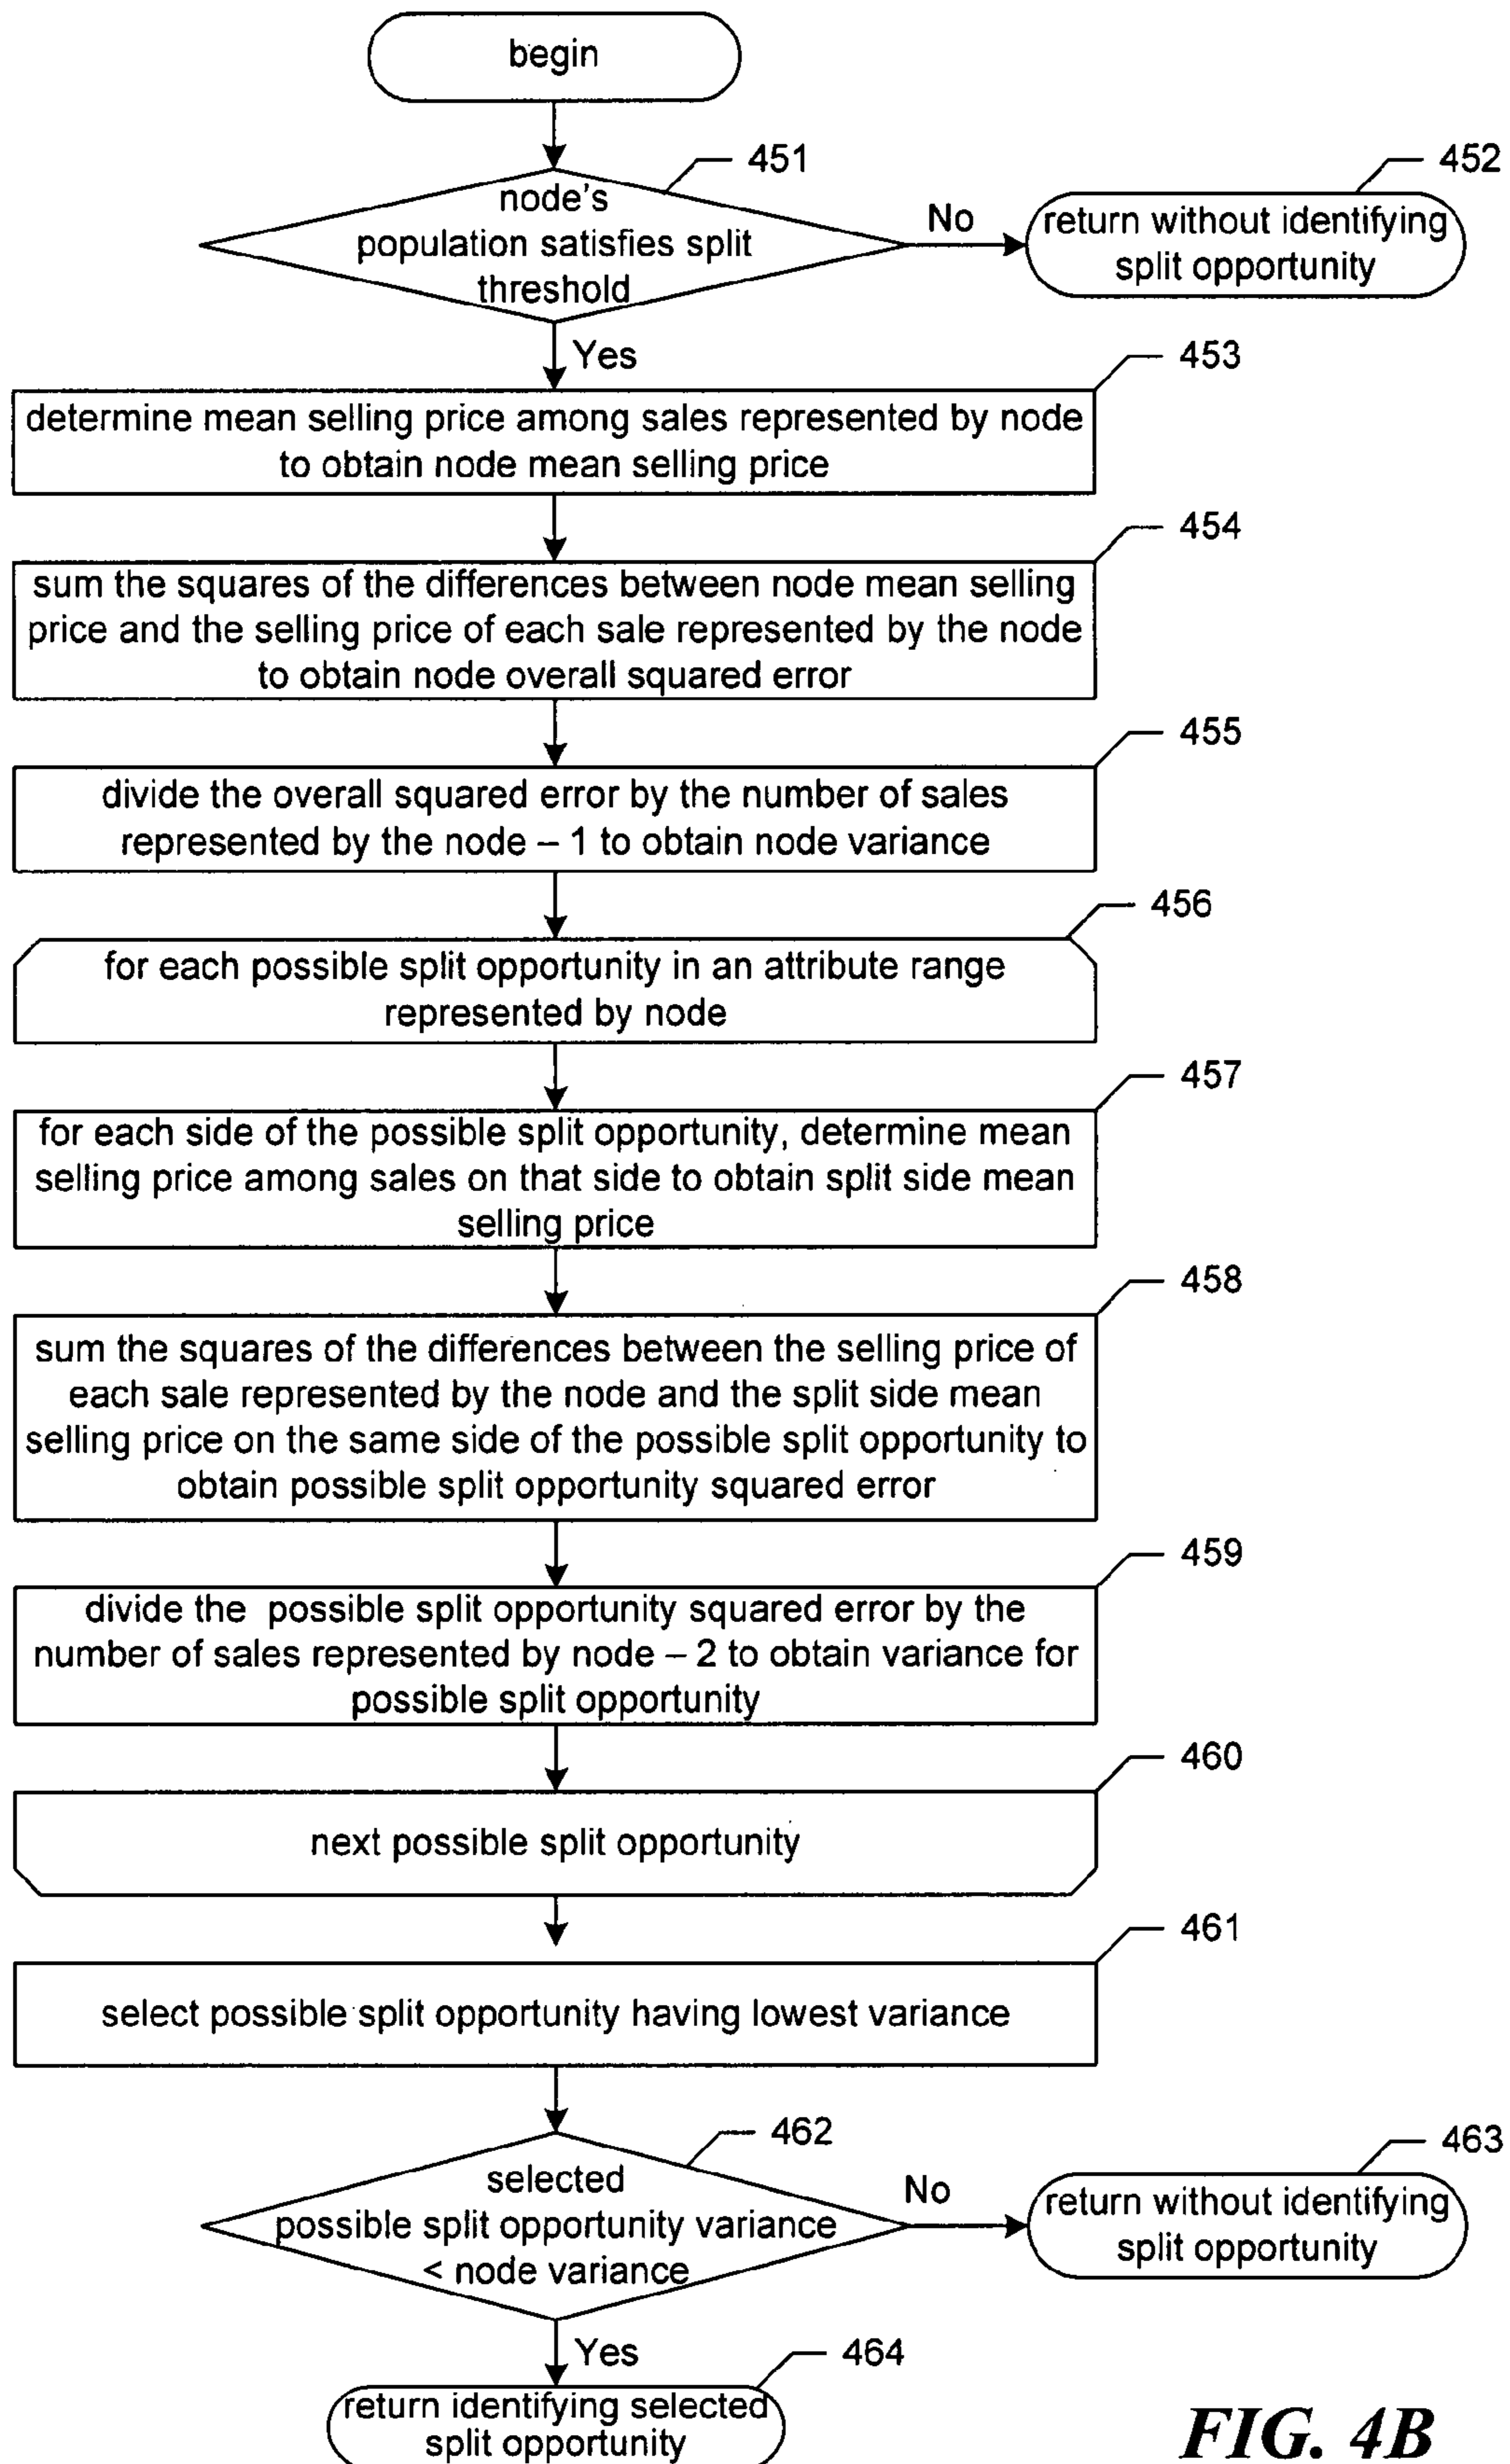 begin
451
node's
population satisfies split
threshold
No
452
return without identifying
split opportunity
Yes
453
determine mean selling price among sales represented by node
to obtain node mean selling price
454
sum the squares of the differences between node mean selling
price and the selling price of each sale represented by the node
to obtain node overall squared error
455
divide the overall squared error by the number of sales
represented by the node – 1 to obtain node variance
456
for each possible split opportunity in an attribute range
represented by node
457
for each side of the possible split opportunity, determine mean
selling price among sales on that side to obtain split side mean
selling price
458
sum the squares of the differences between the selling price of
each sale represented by the node and the split side mean
selling price on the same side of the possible split opportunity to
obtain possible split opportunity squared error
459
divide the possible split opportunity squared error by the
number of sales represented by node – 2 to obtain variance for
possible split opportunity
460
next possible split opportunity
461
select possible split opportunity having lowest variance
462
selected
possible split opportunity variance
< node variance
No
463
return without identifying
split opportunity
Yes
464
return identifying selected
split opportunity
FIG. 4B